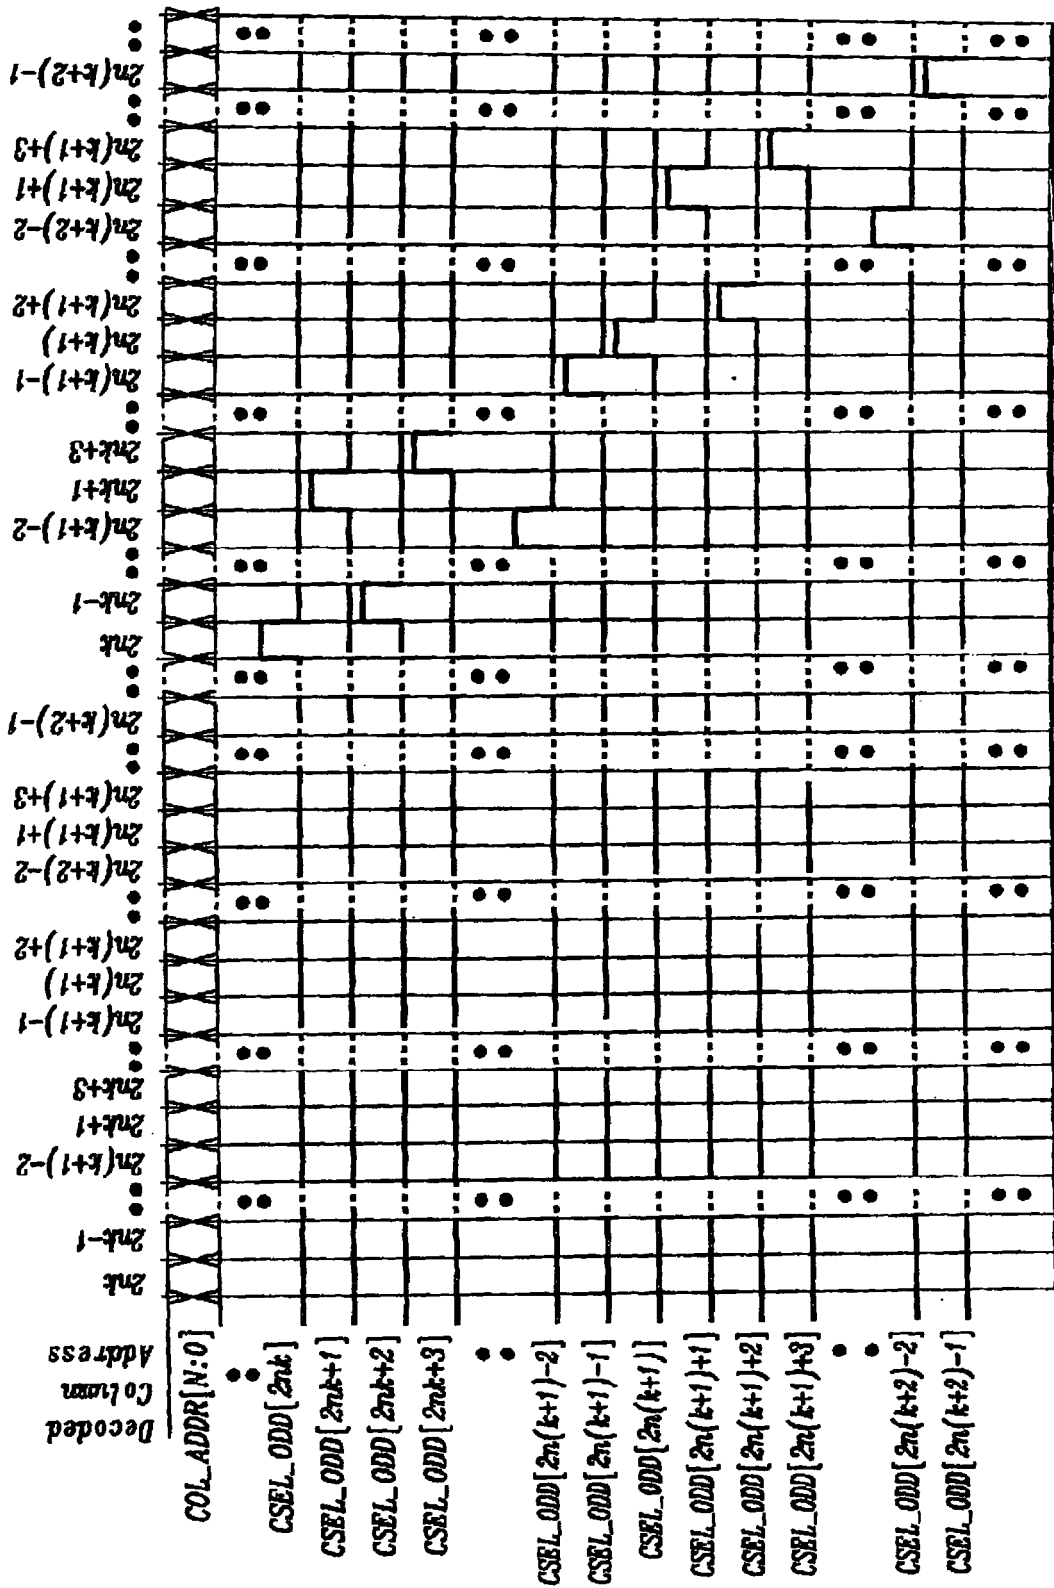 Decoded
Column
Address
2nk
2nk-1
2n(k+1)-2
2nk+1
2nk+3
2n(k+1)-1
2n(k+1)
2n(k+1)+2
2n(k+2)-2
2n(k+1)+1
2n(k+1)+3
2n(k+2)-1
2nk
2nk-1
2n(k+1)-2
2nk+1
2nk+3
2n(k+1)-1
2n(k+1)
2n(k+1)+2
2n(k+2)-2
2n(k+1)+1
2n(k+1)+3
2n(k+2)-1
COL_ADDR[N:0]
CSEL_ODD[2nk]
CSEL_ODD[2nk+1]
CSEL_ODD[2nk+2]
CSEL_ODD[2nk+3]
CSEL_ODD[2n(k+1)-2]
CSEL_ODD[2n(k+1)-1]
CSEL_ODD[2n(k+1)]
CSEL_ODD[2n(k+1)+1]
CSEL_ODD[2n(k+1)+2]
CSEL_ODD[2n(k+1)+3]
CSEL_ODD[2n(k+2)-2]
CSEL_ODD[2n(k+2)-1]